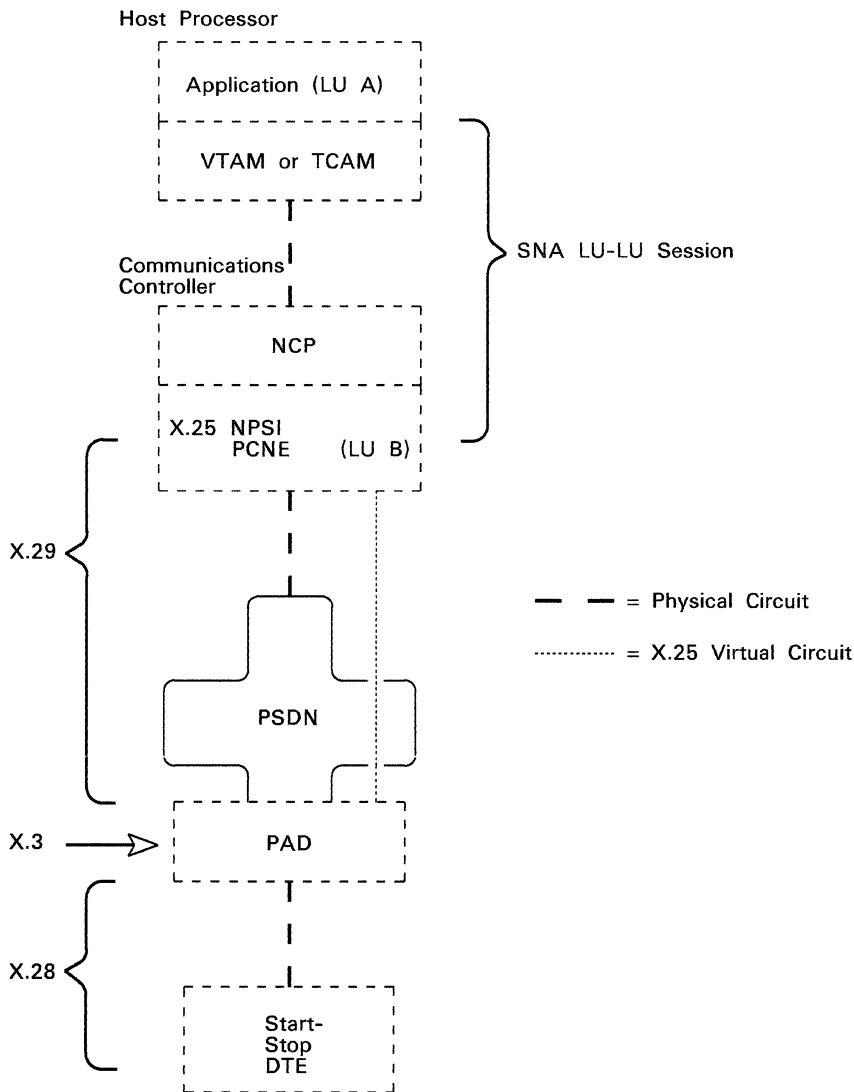 Host Processor
Application (LU A)
VTAM or TCAM
SNA LU-LU Session
Communications
Controller
NCP
X.25 NPSI
PCNE (LU B)
X.29
= Physical Circuit
= X.25 Virtual Circuit
PSDN
X.3
PAD
X.28
Start-
Stop
DTE